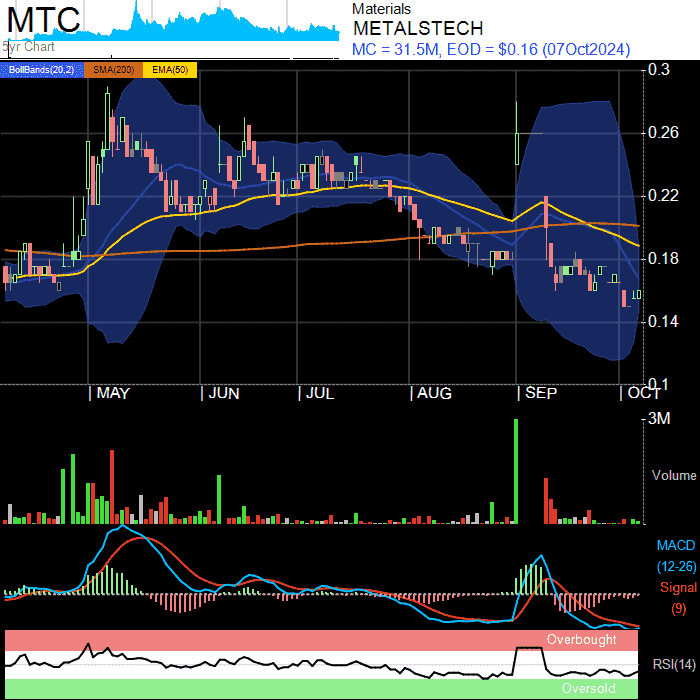 MTC
5yr Chart
Materials
METALSTECH
MC = 31.5M, EOD = $0.16 (07Oct2024)
BollBands(20,2) SMA(200) EMA(50)
0.3
0.26
0.22
0.18
0.14
0.1
MAY JUN JUL AUG SEP OCT
3M
Volume
MACD
(12-26)
Signal
(9)
Overbought
RSI(14)
Oversold